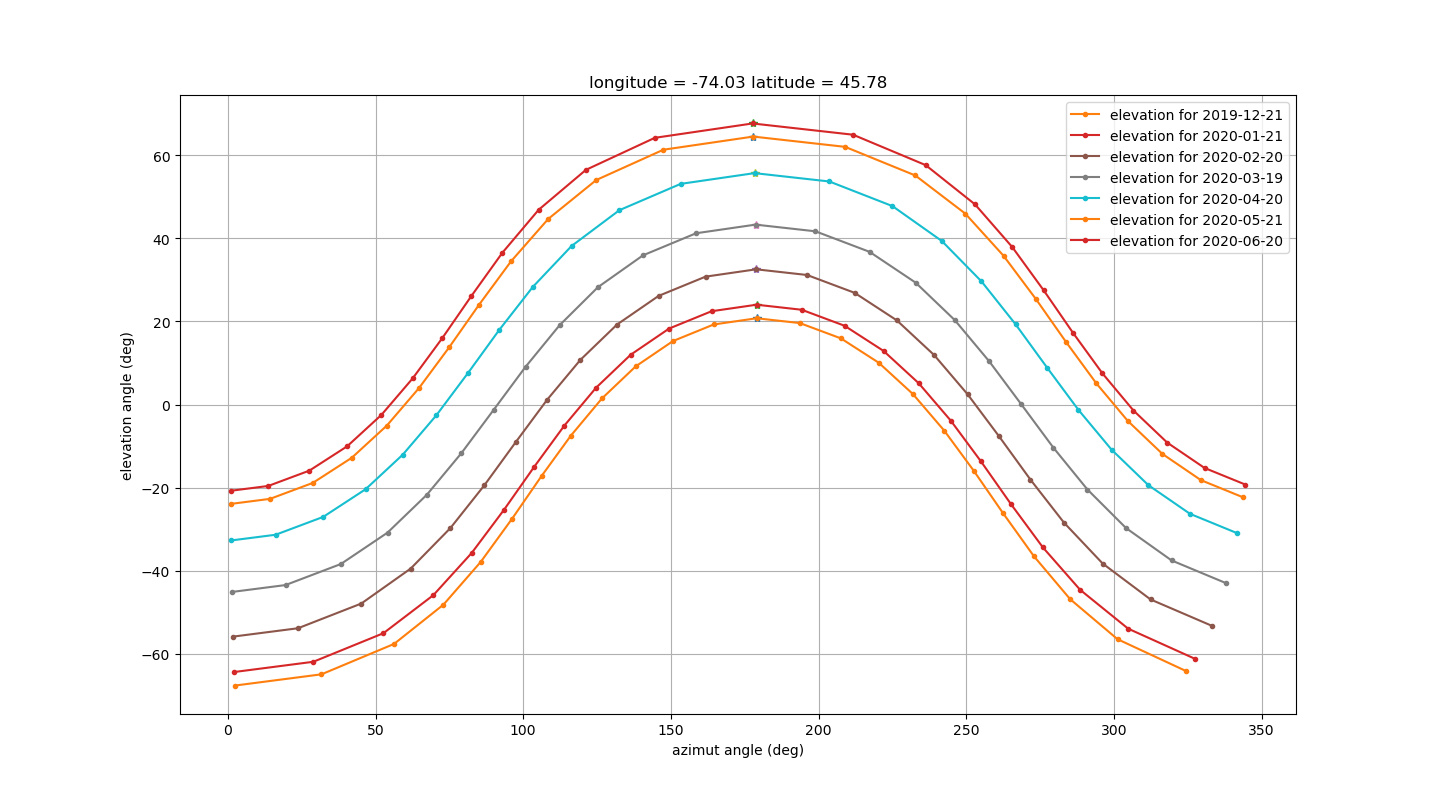 longitude = -74.03 latitude = 45.78
elevation for 2019-12-21
elevation for 2020-01-21
elevation for 2020-02-20
elevation for 2020-03-19
elevation for 2020-04-20
elevation for 2020-05-21
elevation for 2020-06-20
elevation angle (deg)
60
40
20
0
−20
−40
−60
0 50 100 150 200 250 300 350
azimut angle (deg)